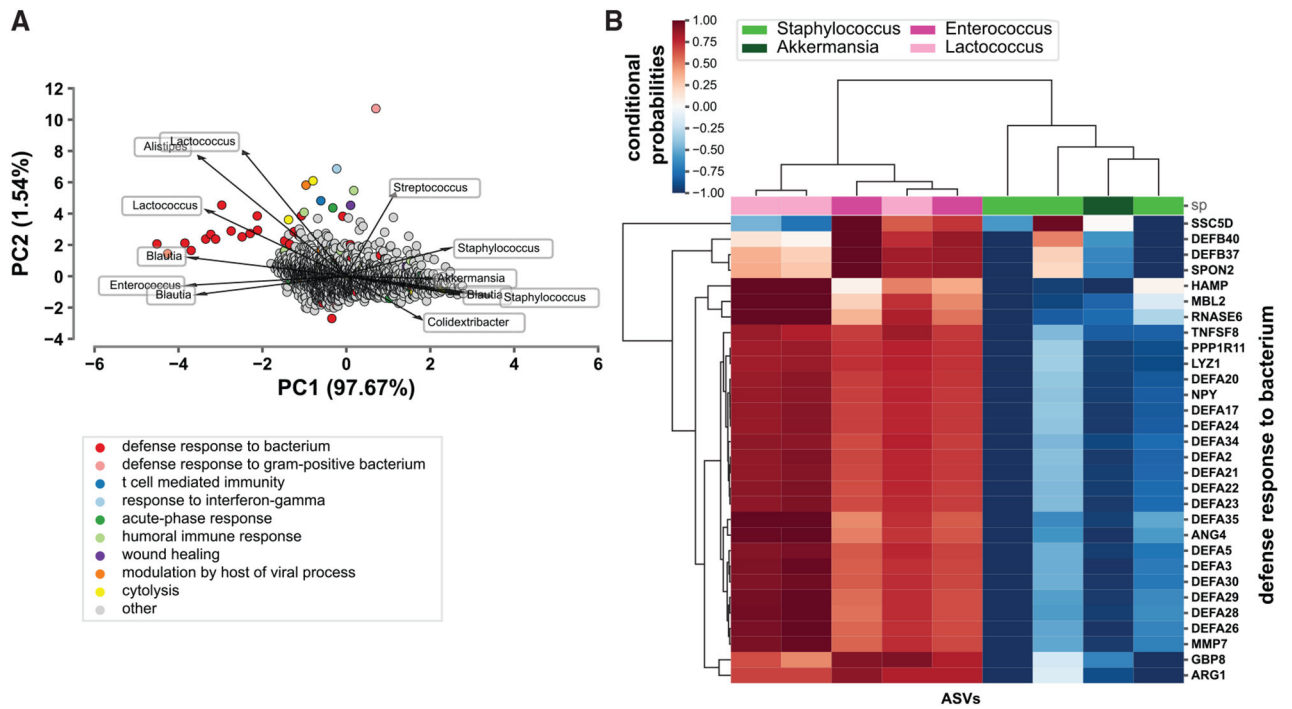 A
12
10
8
6
4
2
0
−2
−4
PC2 (1.54%)
Alistipes
Lactococcus
Streptococcus
Lactococcus
Staphylococcus
Blautia
Akkermansia
Enterococcus
Blautia
Blautia
Staphylococcus
Colidextribacter
−6
−4
−2
0
2
4
6
PC1 (97.67%)
defense response to bacterium
defense response to gram-positive bacterium
t cell mediated immunity
response to interferon-gamma
acute-phase response
humoral immune response
wound healing
modulation by host of viral process
cytolysis
other
B
conditional
probabilities
1.00
0.75
0.50
0.25
0.00
−0.25
−0.50
−0.75
−1.00
Staphylococcus
Enterococcus
Akkermansia
Lactococcus
sp
SSC5D
DEFB40
DEFB37
SPON2
HAMP
MBL2
RNASE6
TNFSF8
PPP1R11
LYZ1
DEFA20
NPY
DEFA17
DEFA24
DEFA34
DEFA2
DEFA21
DEFA22
DEFA23
DEFA35
ANG4
DEFA5
DEFA3
DEFA30
DEFA29
DEFA28
DEFA26
MMP7
GBP8
ARG1
defense response to bacterium
ASVs